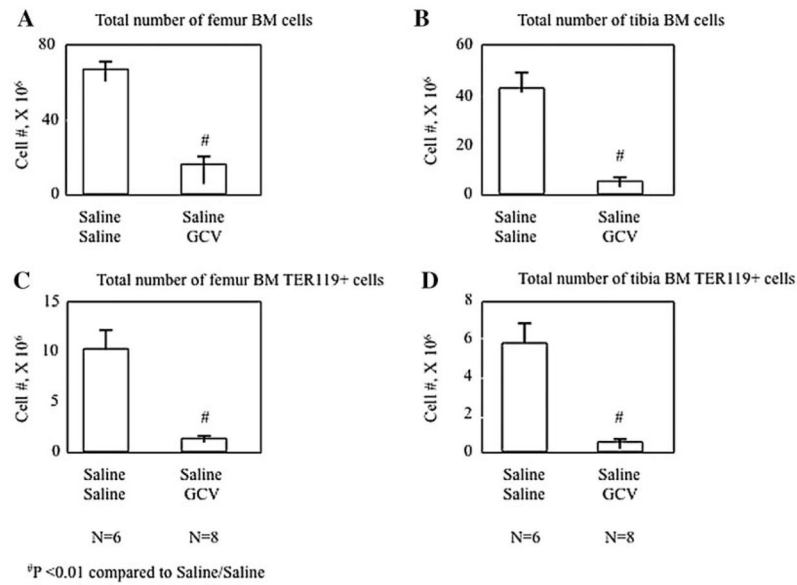 A Total number of femur BM cells
80
40
0
Cell #, X 10⁶
#
Saline Saline
Saline GCV
B Total number of tibia BM cells
60
40
20
0
Cell #, X 10⁶
#
Saline Saline
Saline GCV
C Total number of femur BM TER119+ cells
15
10
5
0
Cell #, X 10⁶
#
Saline Saline
Saline GCV
N=6 N=8
D Total number of tibia BM TER119+ cells
8
6
4
2
0
Cell #, X 10⁶
#
Saline Saline
Saline GCV
N=6 N=8
#P <0.01 compared to Saline/Saline